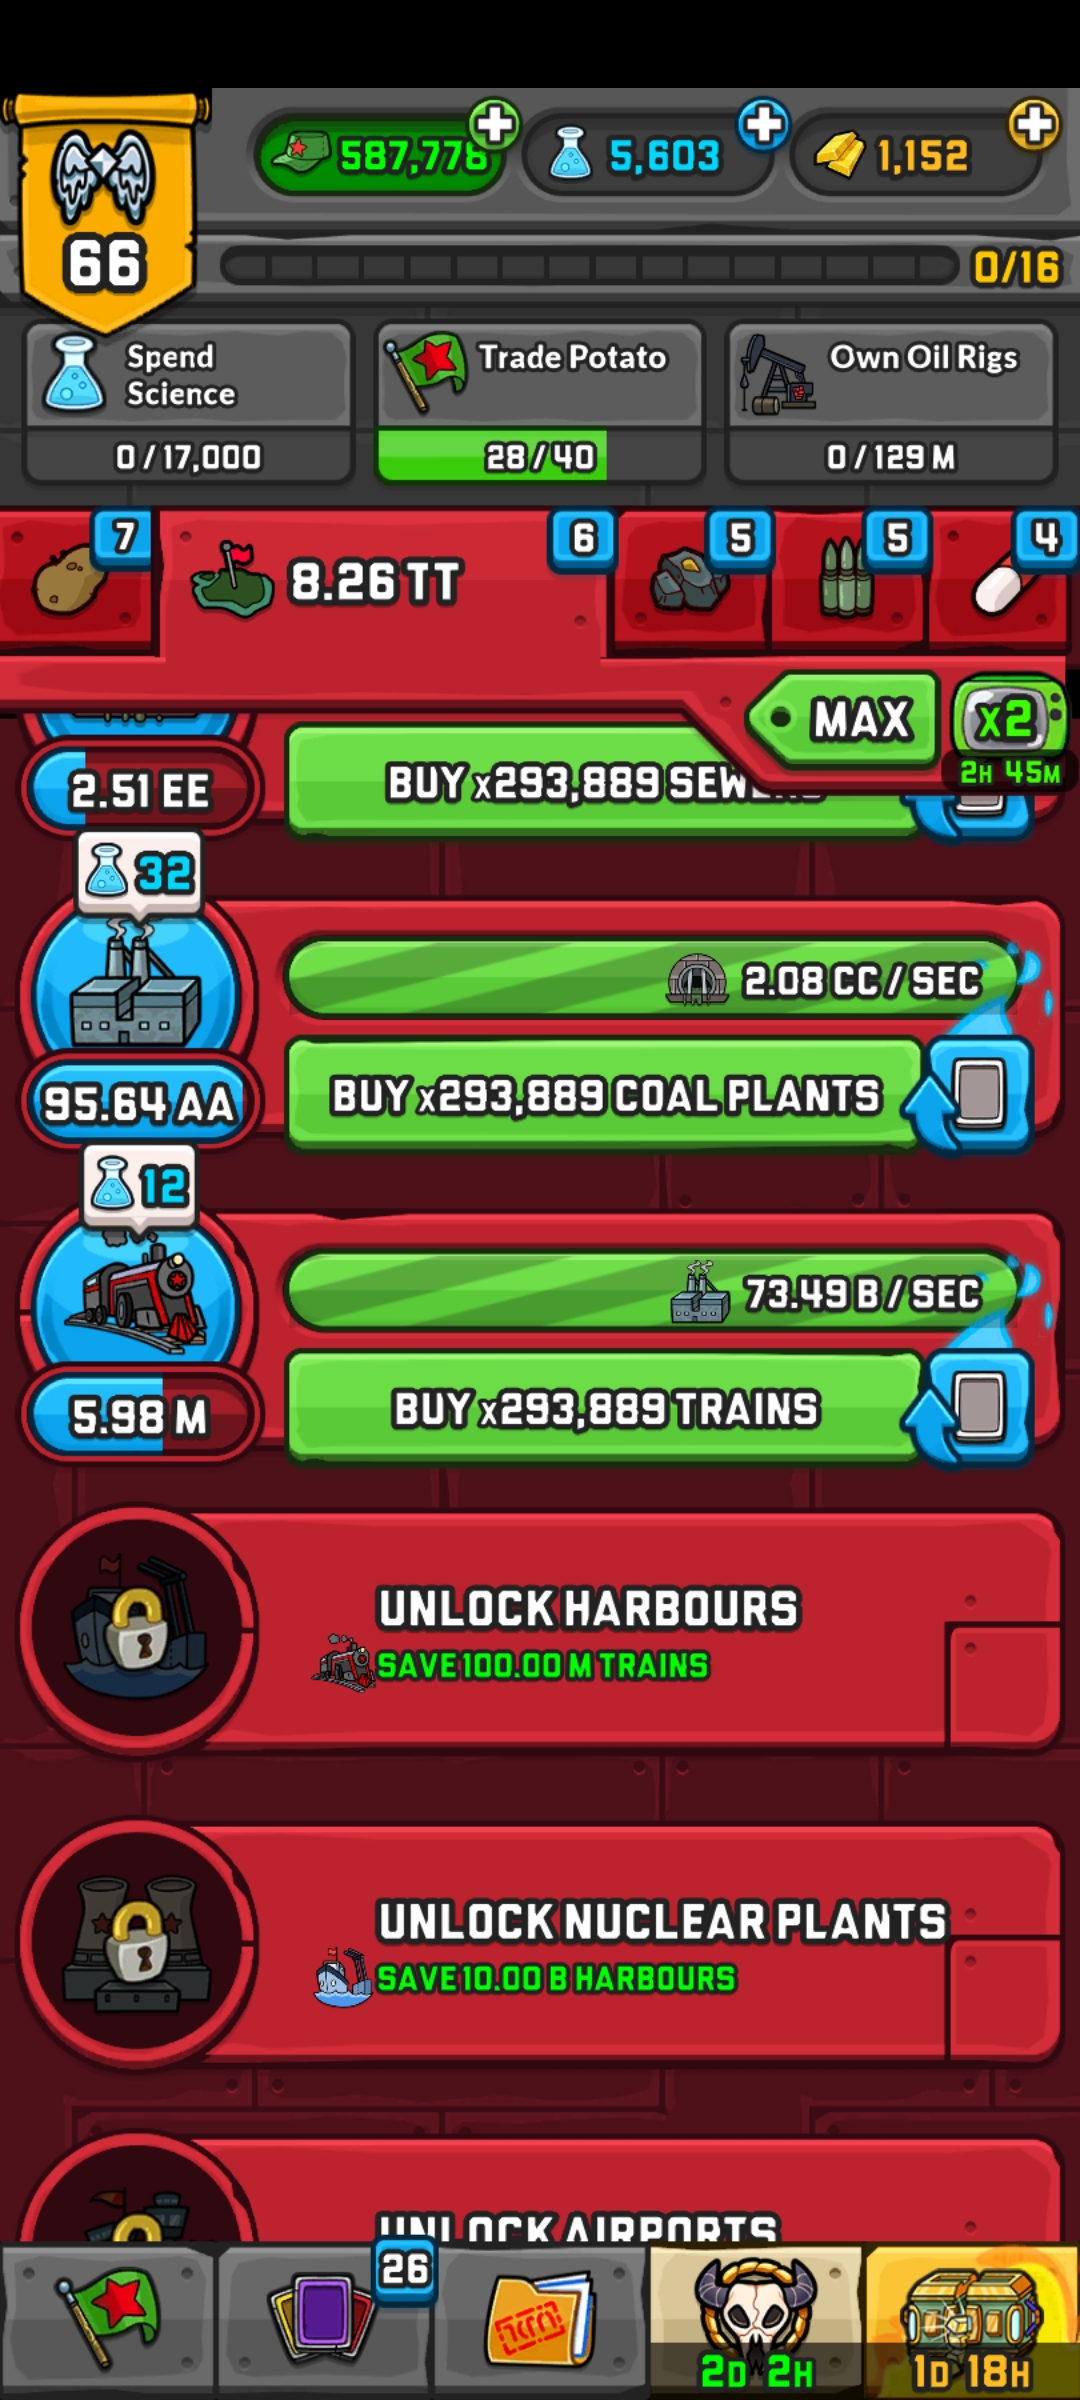 587,778
5,603
1,152
66
0/16
Spend
Science
0/17,000
Trade Potato
28/40
Own Oil Rigs
0/129 M
7
8.26 TT
6
5
5
4
MAX
x2
2H 45M
2.51 EE
BUY x293,889
32
2.08 CC / SEC
95.64 AA
BUY x293,889 COAL PLANTS
12
73.49 B / SEC
5.98 M
BUY x293,889 TRAINS
UNLOCK HARBOURS
SAVE 100.00 M TRAINS
UNLOCK NUCLEAR PLANTS
SAVE 10.00 B HARBOURS
UNLOCK AIRPORTS
26
2D 2H
1D 18H